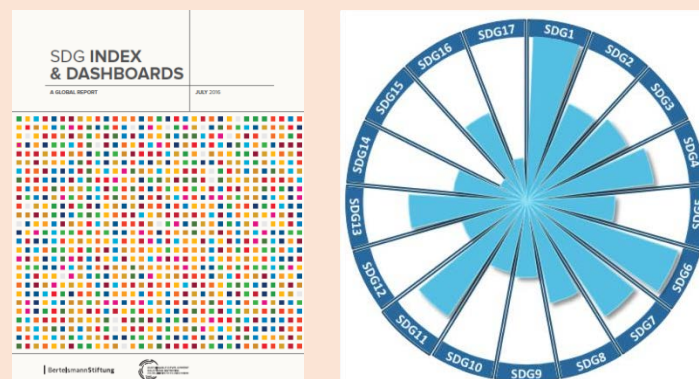 SDG INDEX
& DASHBOARDS
A GLOBAL REPORT
JULY 2016
BertelsmannStiftung
SDG1
SDG2
SDG3
SDG4
SDG5
SDG6
SDG7
SDG8
SDG9
SDG10
SDG11
SDG12
SDG13
SDG14
SDG15
SDG16
SDG17